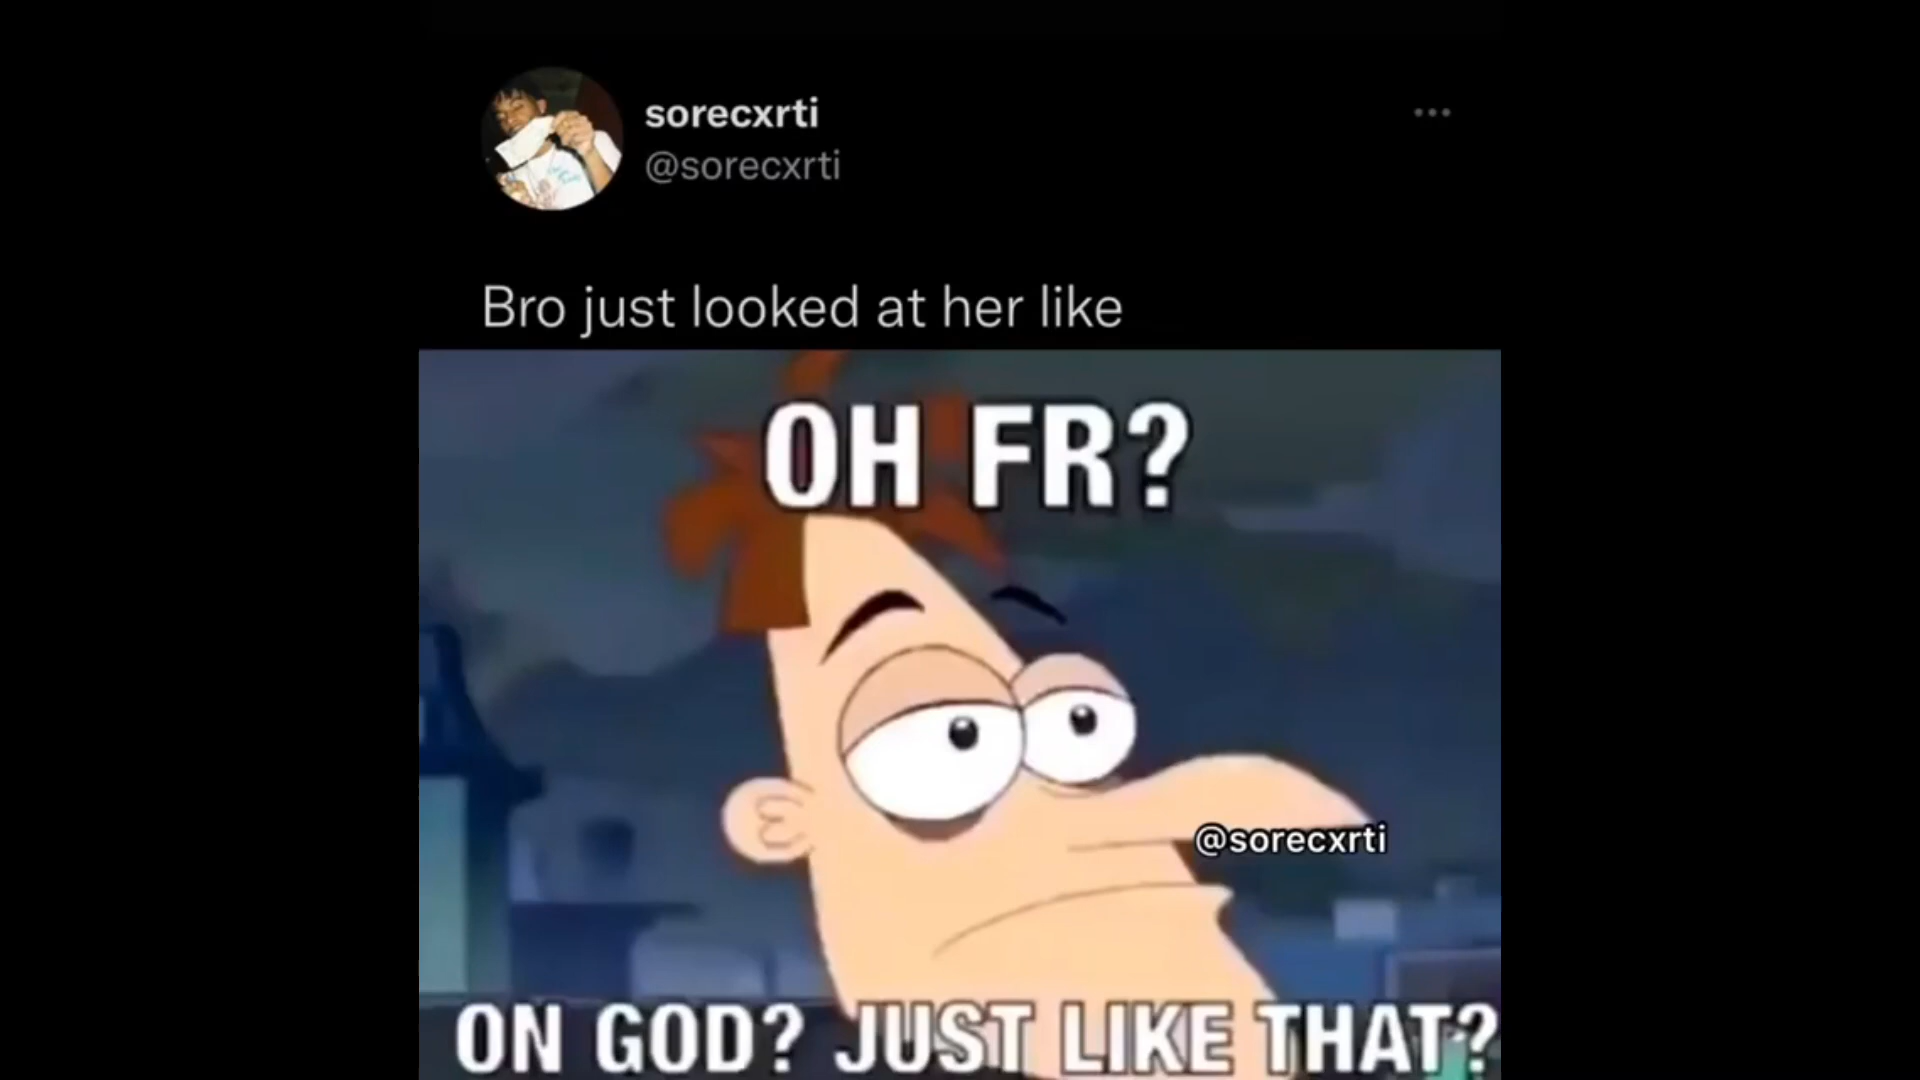 sorecxrti
@sorecxrti
Bro just looked at her like
OH FR?
@sorecxrti
ON GOD? JUST LIKE THAT?